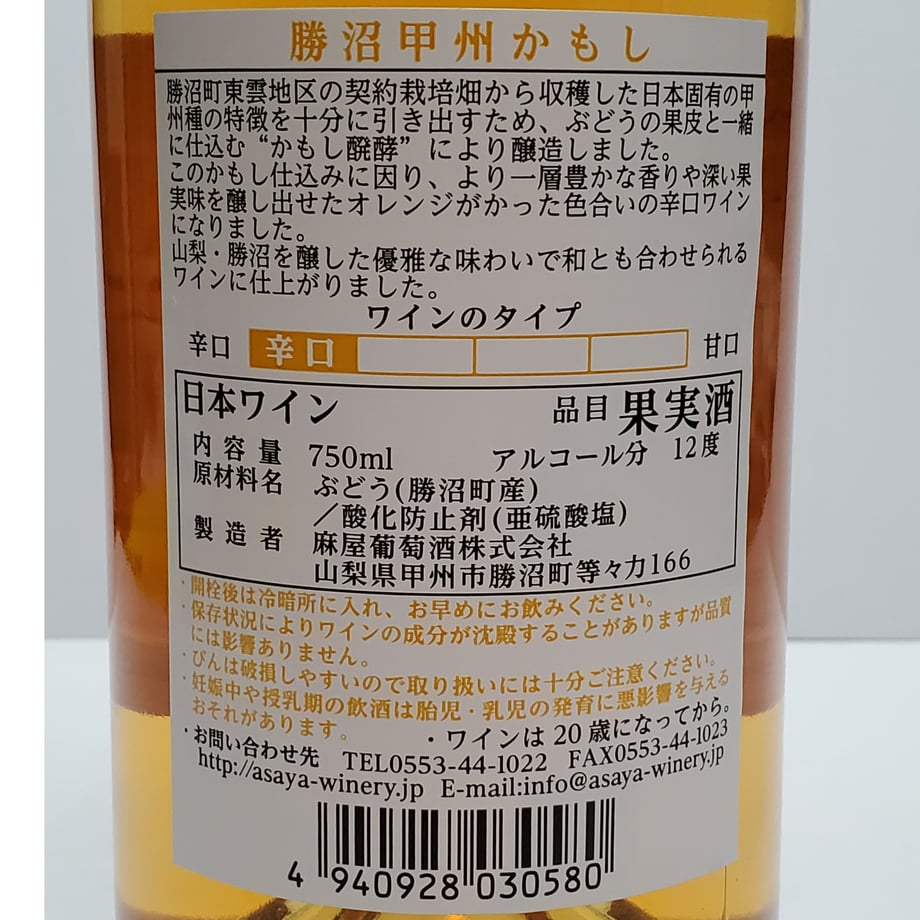 勝沼甲州かもし
勝沼町東雲地区の契約栽培畑から収穫した日本固有の甲
州種の特徴を十分に引き出すため、ぶどうの果皮と一緒
に仕込む“かもし醗酵”により醸造しました。
このかもし仕込みに因り、より一層豊かな香りや深い果
実味を醸し出せたオレンジがかった色合いの辛口ワイン
になりました。
山梨・勝沼を醸した優雅な味わいで和とも合わせられる
ワインに仕上がりました。
ワインのタイプ
辛口 辛口 甘口
日本ワイン 品目 果実酒
内容量 750ml アルコール分 12度
原材料名 ぶどう(勝沼町産)
／酸化防止剤(亜硫酸塩)
製造者 麻屋葡萄酒株式会社
山梨県甲州市勝沼町等々力166
・開栓後は冷暗所に入れ、お早めにお飲みください。
・保存状況によりワインの成分が沈殿することがありますが品質
には影響ありません。
・びんは破損しやすいので取り扱いには十分ご注意ください。
・妊娠中や授乳期の飲酒は胎児・乳児の発育に悪影響を与える
おそれがあります。
・ワインは20歳になってから。
・お問い合わせ先 TEL0553-44-1022 FAX0553-44-1023
http://asaya-winery.jp E-mail:info@asaya-winery.jp
4 940928 030580